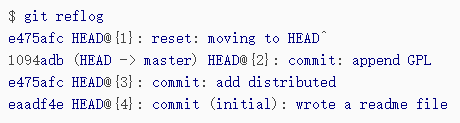 $ git reflog
e475afc HEAD@{1}: reset: moving to HEAD^
1094adb (HEAD -> master) HEAD@{2}: commit: append GPL
e475afc HEAD@{3}: commit: add distributed
eaadf4e HEAD@{4}: commit (initial): wrote a readme file